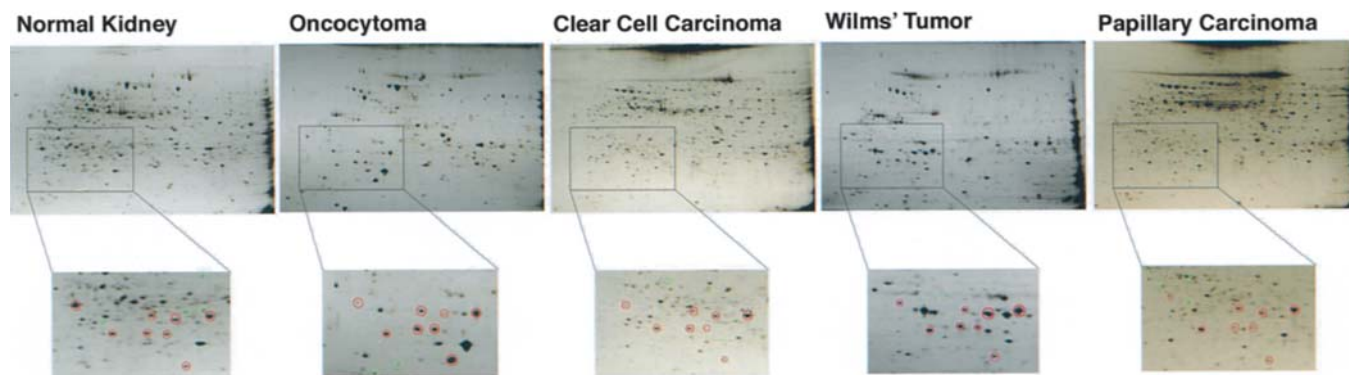 Normal Kidney
Oncocytoma
Clear Cell Carcinoma
Wilms' Tumor
Papillary Carcinoma